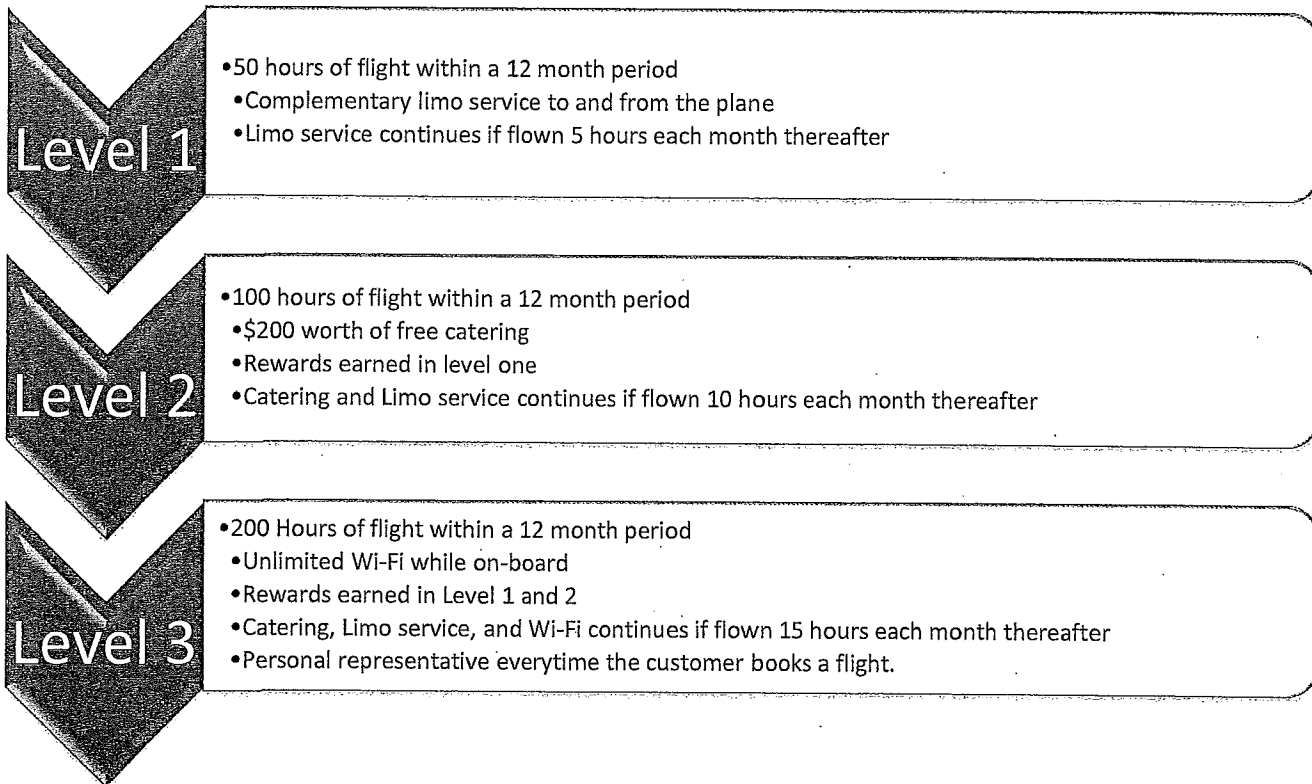 Level 1
•50 hours of flight within a 12 month period
•Complementary limo service to and from the plane
•Limo service continues if flown 5 hours each month thereafter
Level 2
•100 hours of flight within a 12 month period
•$200 worth of free catering
•Rewards earned in level one
•Catering and Limo service continues if flown 10 hours each month thereafter
Level 3
•200 Hours of flight within a 12 month period
•Unlimited Wi-Fi while on-board
•Rewards earned in Level 1 and 2
•Catering, Limo service, and Wi-Fi continues if flown 15 hours each month thereafter
•Personal representative everytime the customer books a flight.